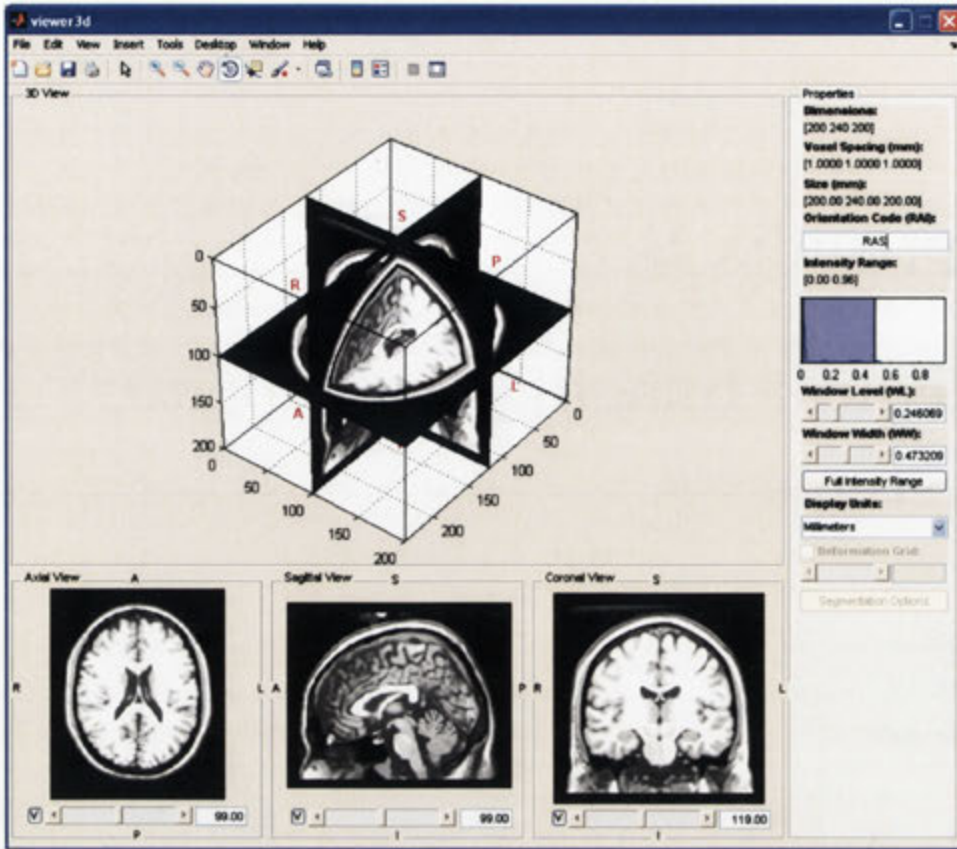 viewer3d
File Edit View Insert Tools Desktop Window Help
3D View
S
P
R
L
A
0
50
100
150
200
0
50
100
150
200
0
50
100
150
200
Properties
Dimensions:
[200 240 200]
Voxel Spacing (mm):
[1.0000 1.0000 1.0000]
Size (mm):
[200.00 240.00 200.00]
Orientation Code (RAI):
RAS
Intensity Range:
[0.00 0.96]
0 0.2 0.4 0.6 0.8
Window Level (WL):
0.246069
Window Width (WW):
0.473209
Full Intensity Range
Display Units:
Millimeters
Deformation Grid:
Segmentation Options
Axial View A
R
L
V
99.00
P
Sagittal View S
A
P
V
99.00
I
Coronal View S
R
L
V
119.00
I